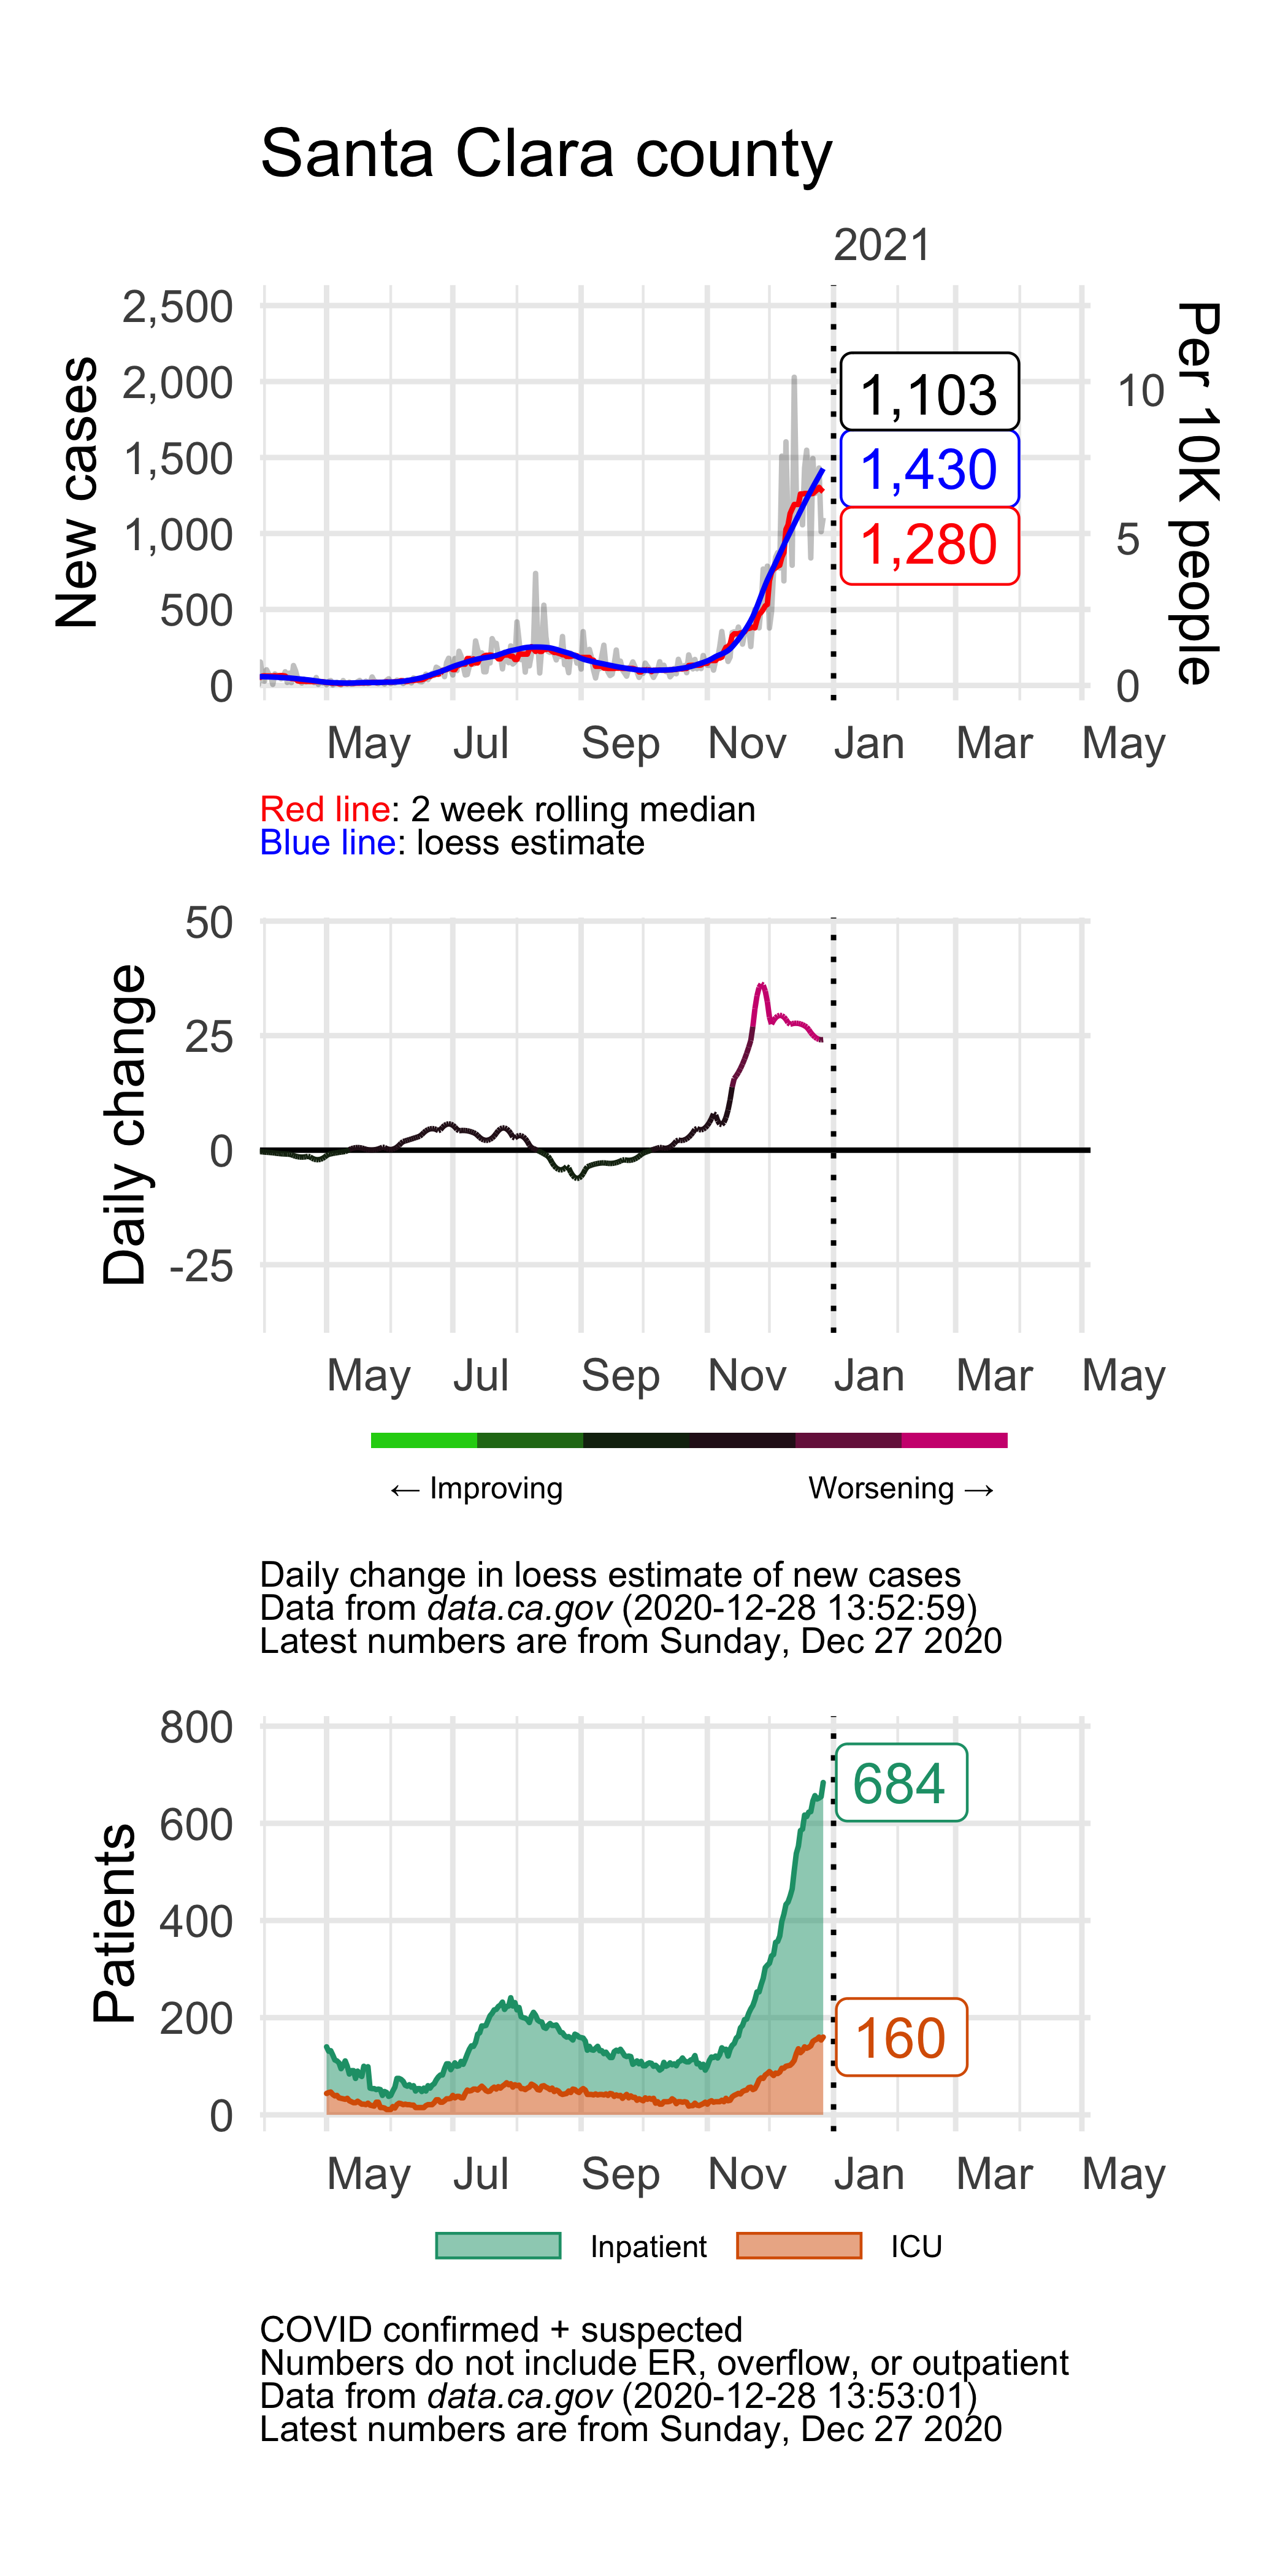 Santa Clara county
2021
2,500
2,000
1,500
1,000
500
0
New cases
1,103
1,430
1,280
10
5
0
Per 10K people
May Jul Sep Nov Jan Mar May
Red line: 2 week rolling median
Blue line: loess estimate
50
25
0
-25
Daily change
May Jul Sep Nov Jan Mar May
← Improving Worsening →
Daily change in loess estimate of new cases
Data from data.ca.gov (2020-12-28 13:52:59)
Latest numbers are from Sunday, Dec 27 2020
800
600
400
200
0
Patients
684
160
May Jul Sep Nov Jan Mar May
Inpatient ICU
COVID confirmed + suspected
Numbers do not include ER, overflow, or outpatient
Data from data.ca.gov (2020-12-28 13:53:01)
Latest numbers are from Sunday, Dec 27 2020